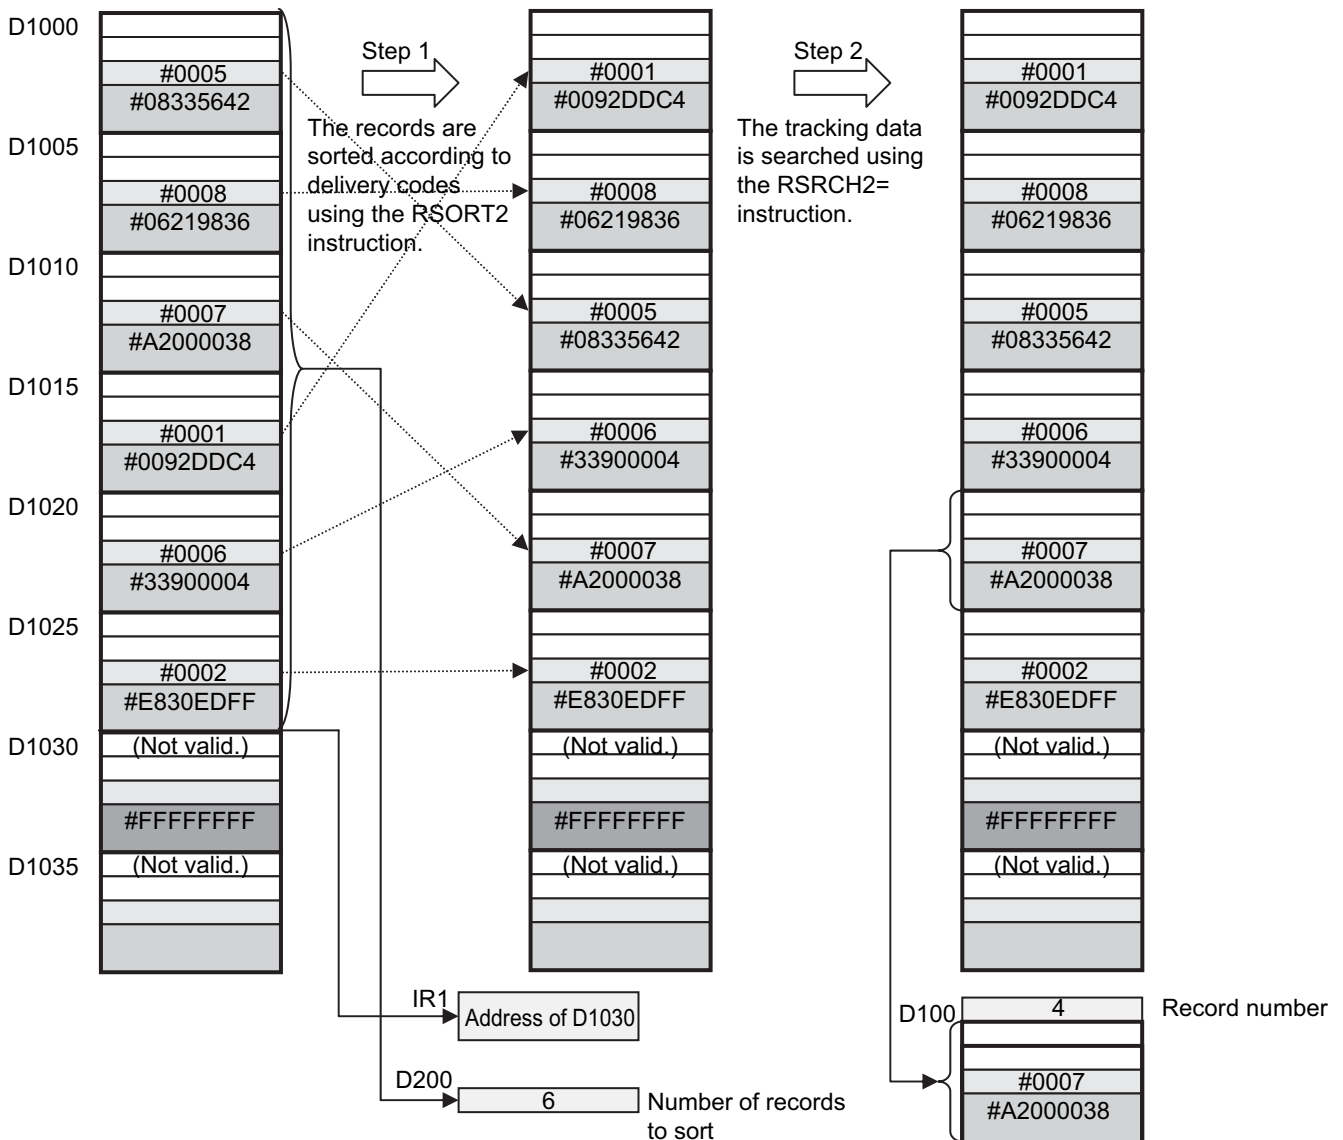 D1000
#0005
#08335642
D1005
#0008
#06219836
D1010
#0007
#A2000038
D1015
#0001
#0092DDC4
D1020
#0006
#33900004
D1025
#0002
#E830EDFF
D1030
(Not valid.)
#FFFFFFFF
D1035
(Not valid.)
Step 1
The records are
sorted according to
delivery codes
using the RSORT2
instruction.
#0001
#0092DDC4
#0008
#06219836
#0005
#08335642
#0006
#33900004
#0007
#A2000038
#0002
#E830EDFF
(Not valid.)
#FFFFFFFF
(Not valid.)
Step 2
The tracking data
is searched using
the RSRCH2=
instruction.
#0001
#0092DDC4
#0008
#06219836
#0005
#08335642
#0006
#33900004
#0007
#A2000038
#0002
#E830EDFF
(Not valid.)
#FFFFFFFF
(Not valid.)
IR1
Address of D1030
D200
6
Number of records
to sort
D100
4
Record number
#0007
#A2000038